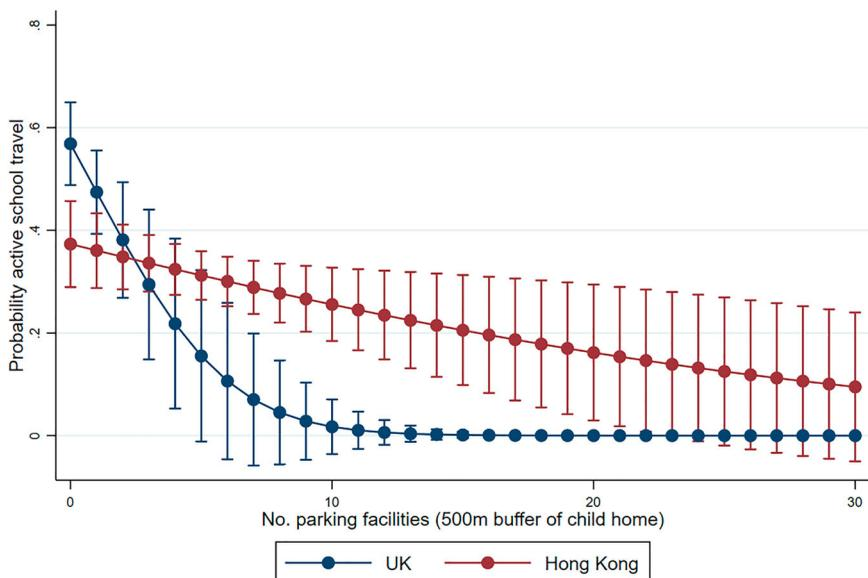 Probability active school travel
.8
.6
.4
.2
0
0 10 20 30
No. parking facilities (500m buffer of child home)
UK Hong Kong